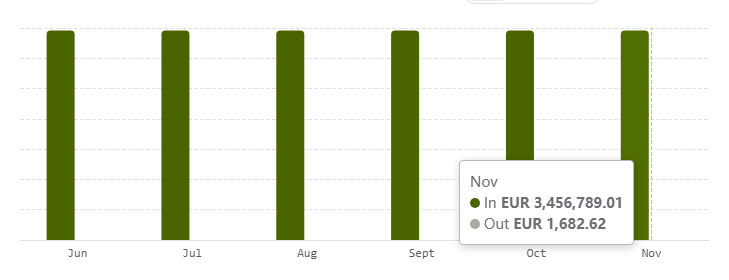 Nov
In EUR 3,456,789.01
Out EUR 1,682.62
Jun Jul Aug Sept Oct Nov